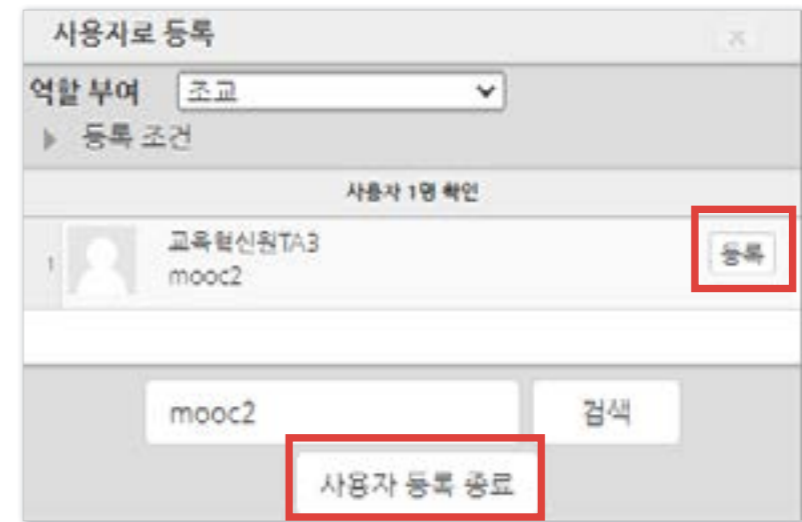 사용자로 등록
역할 부여 조교
등록 조건
사용자 1명 확인
1
교육혁신원TA3
mooc2
등록
mooc2 검색
사용자 등록 종료